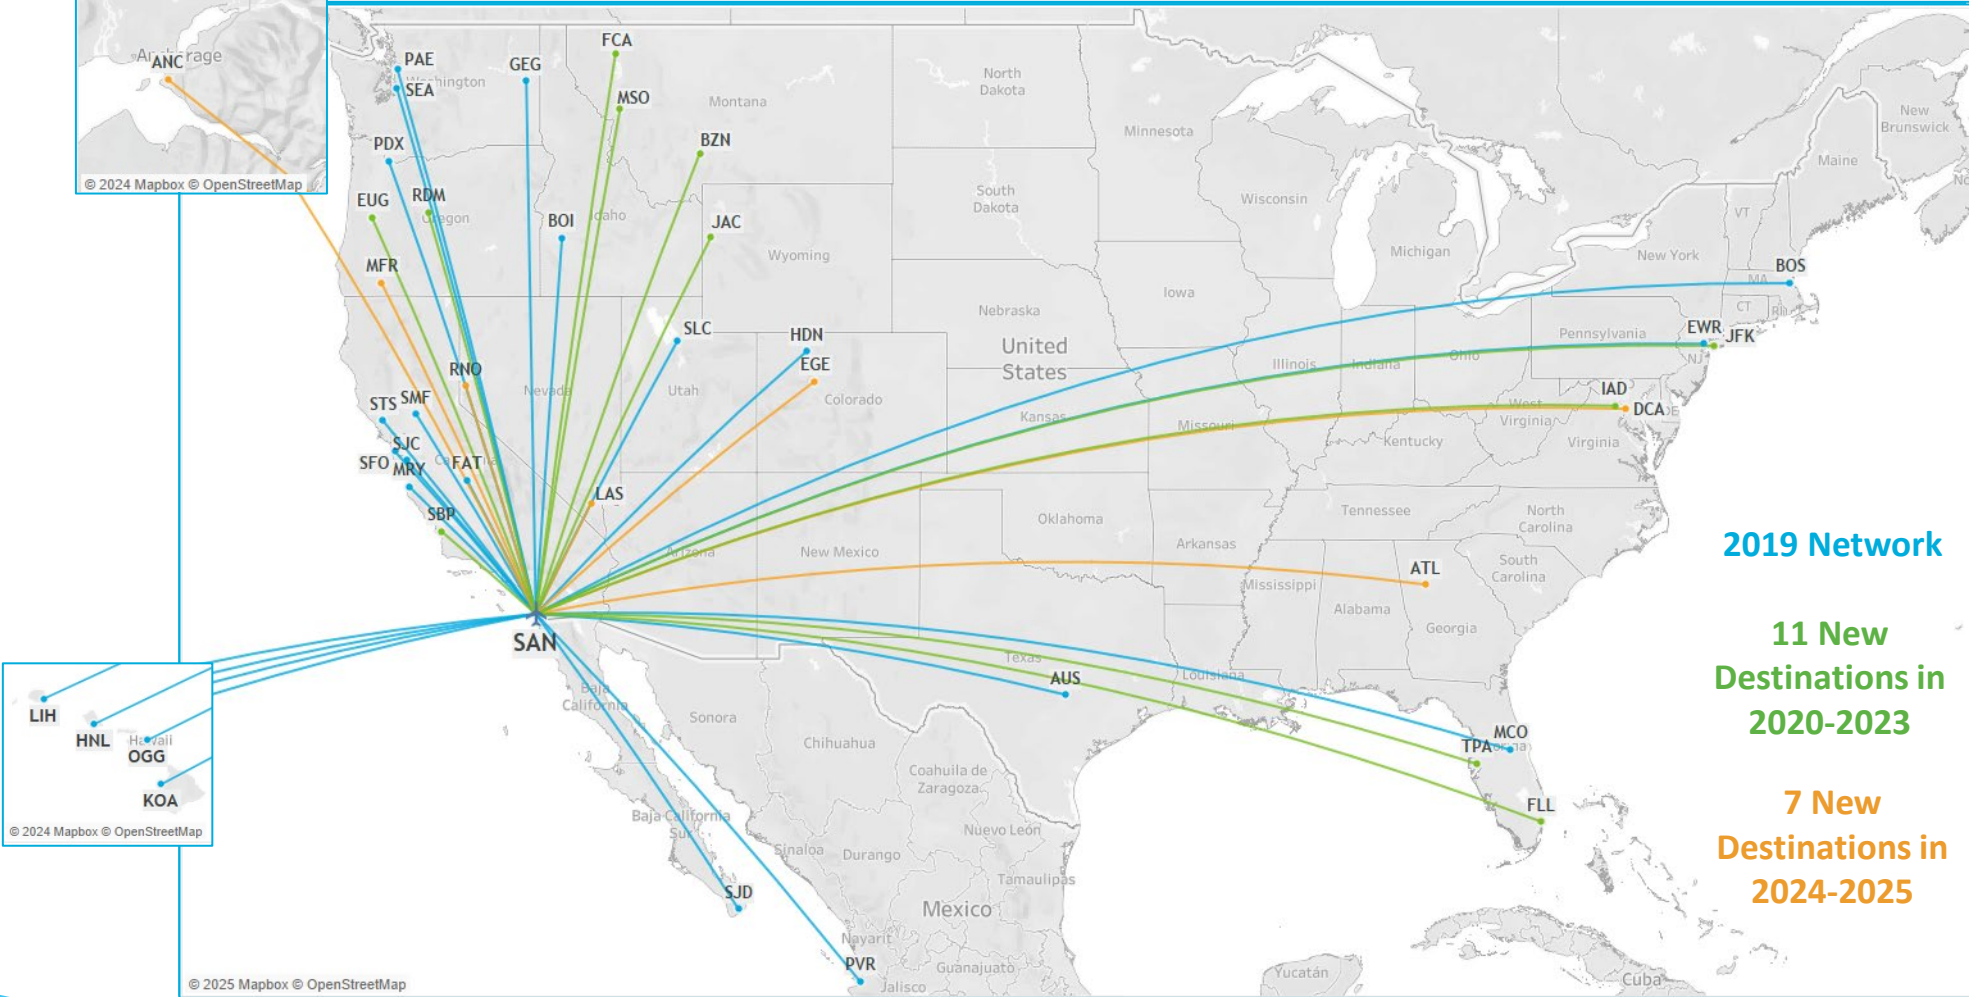 Anchorage
ANC
© 2024 Mapbox © OpenStreetMap
FCA
PAE
GEG
Washington
SEA
MSO
Montana
North
Dakota
Minnesota
New
Brunswick
PDX
BZN
Maine
EUG
RDM
Oregon
BOI
Idaho
JAC
South
Dakota
Wisconsin
VT
MFR
Wyoming
Michigan
New York
BOS
MA
Iowa
CT
RI
SLC
HDN
Nebraska
Pennsylvania
EWR
JFK
United
States
NJ
RNO
EGE
Illinois
Indiana
Ohio
Nevada
Utah
Colorado
IAD
STS
SMF
DCA
DE
Kansas
Missouri
West
Virginia
Kentucky
Virginia
SJC
SFO
MRY
California
FAT
LAS
SBP
Oklahoma
Tennessee
North
Carolina
Arizona
New Mexico
Arkansas
2019 Network
ATL
South
Carolina
Mississippi
Alabama
Georgia
SAN
11 New
Destinations in
2020-2023
Texas
AUS
Louisiana
Baja
California
Sonora
LIH
HNL
Hawaii
OGG
KOA
© 2024 Mapbox © OpenStreetMap
Chihuahua
MCO
TPA
Florida
Coahuila de
Zaragoza
FLL
7 New
Destinations in
2024-2025
Baja California
Sur
Sinaloa
Durango
Nuevo León
Tamaulipas
SJD
Mexico
Nayarit
PVR
Jalisco
Guanajuato
Yucatán
Cuba
© 2025 Mapbox © OpenStreetMap